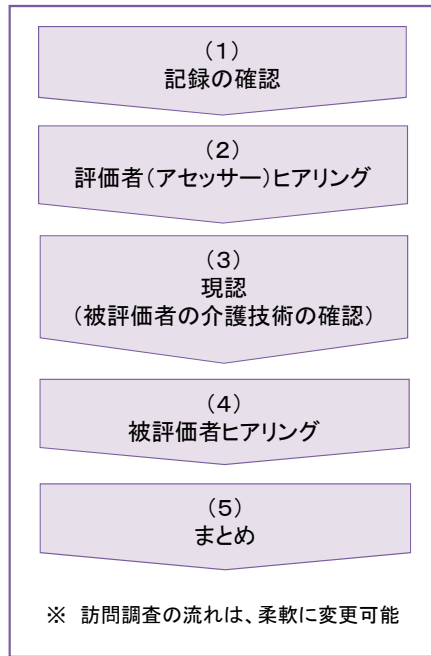 (1)
記録の確認
(2)
評価者(アセッサー)ヒアリング
(3)
現認
(被評価者の介護技術の確認)
(4)
被評価者ヒアリング
(5)
まとめ
※ 訪問調査の流れは、柔軟に変更可能